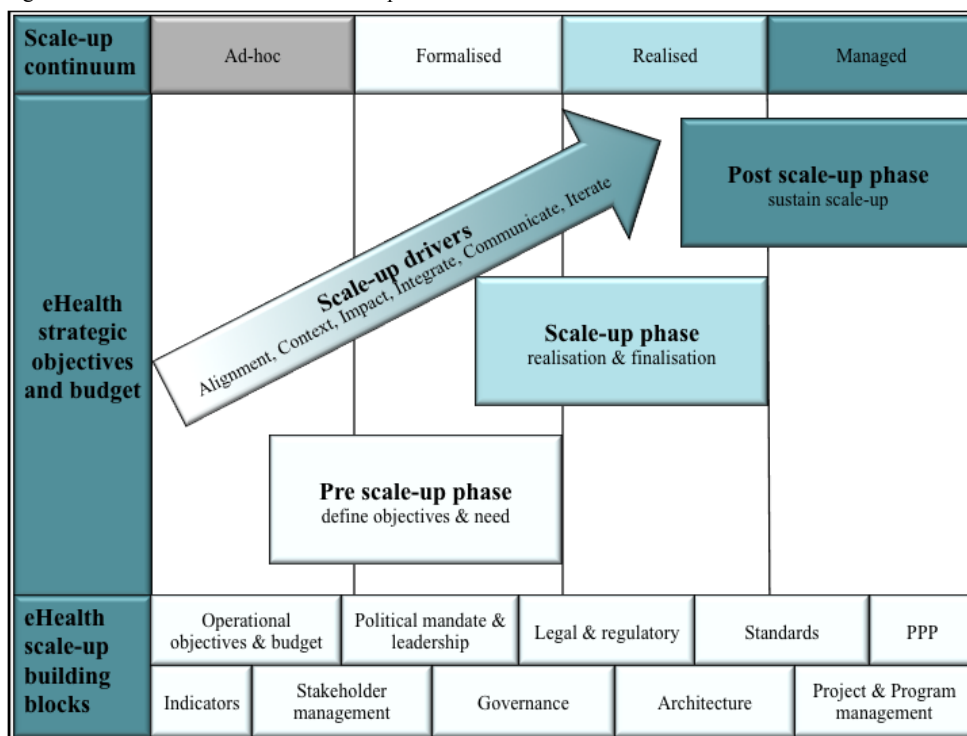 Scale-up
continuum
Ad-hoc
Formalised
Realised
Managed
eHealth
strategic
objectives
and budget
Scale-up drivers
Alignment, Context, Impact, Integrate, Communicate, Iterate
Post scale-up phase
sustain scale-up
Scale-up phase
realisation & finalisation
Pre scale-up phase
define objectives & need
eHealth
scale-up
building
blocks
Operational
objectives & budget
Political mandate &
leadership
Legal & regulatory
Standards
PPP
Indicators
Stakeholder
management
Governance
Architecture
Project & Program
management